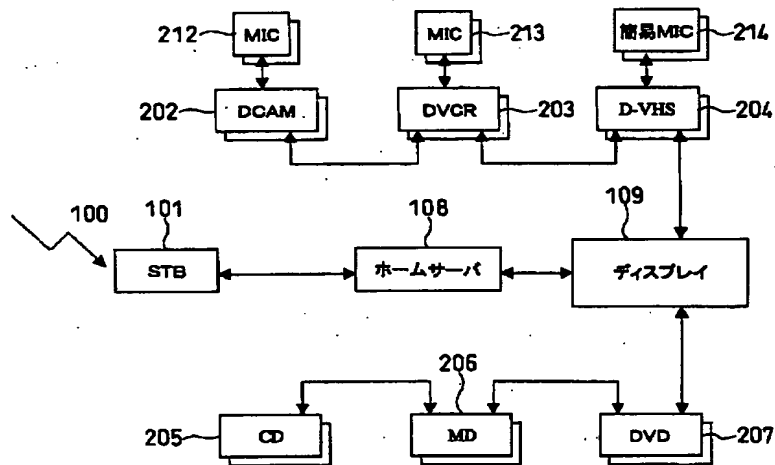 212 MIC MIC 213 簡易MIC 214
202 DCAM DVCR 203 D-VHS 204
100 101 108 109
STB ホームサーバ ディスプレイ
206
205 CD MD DVD 207